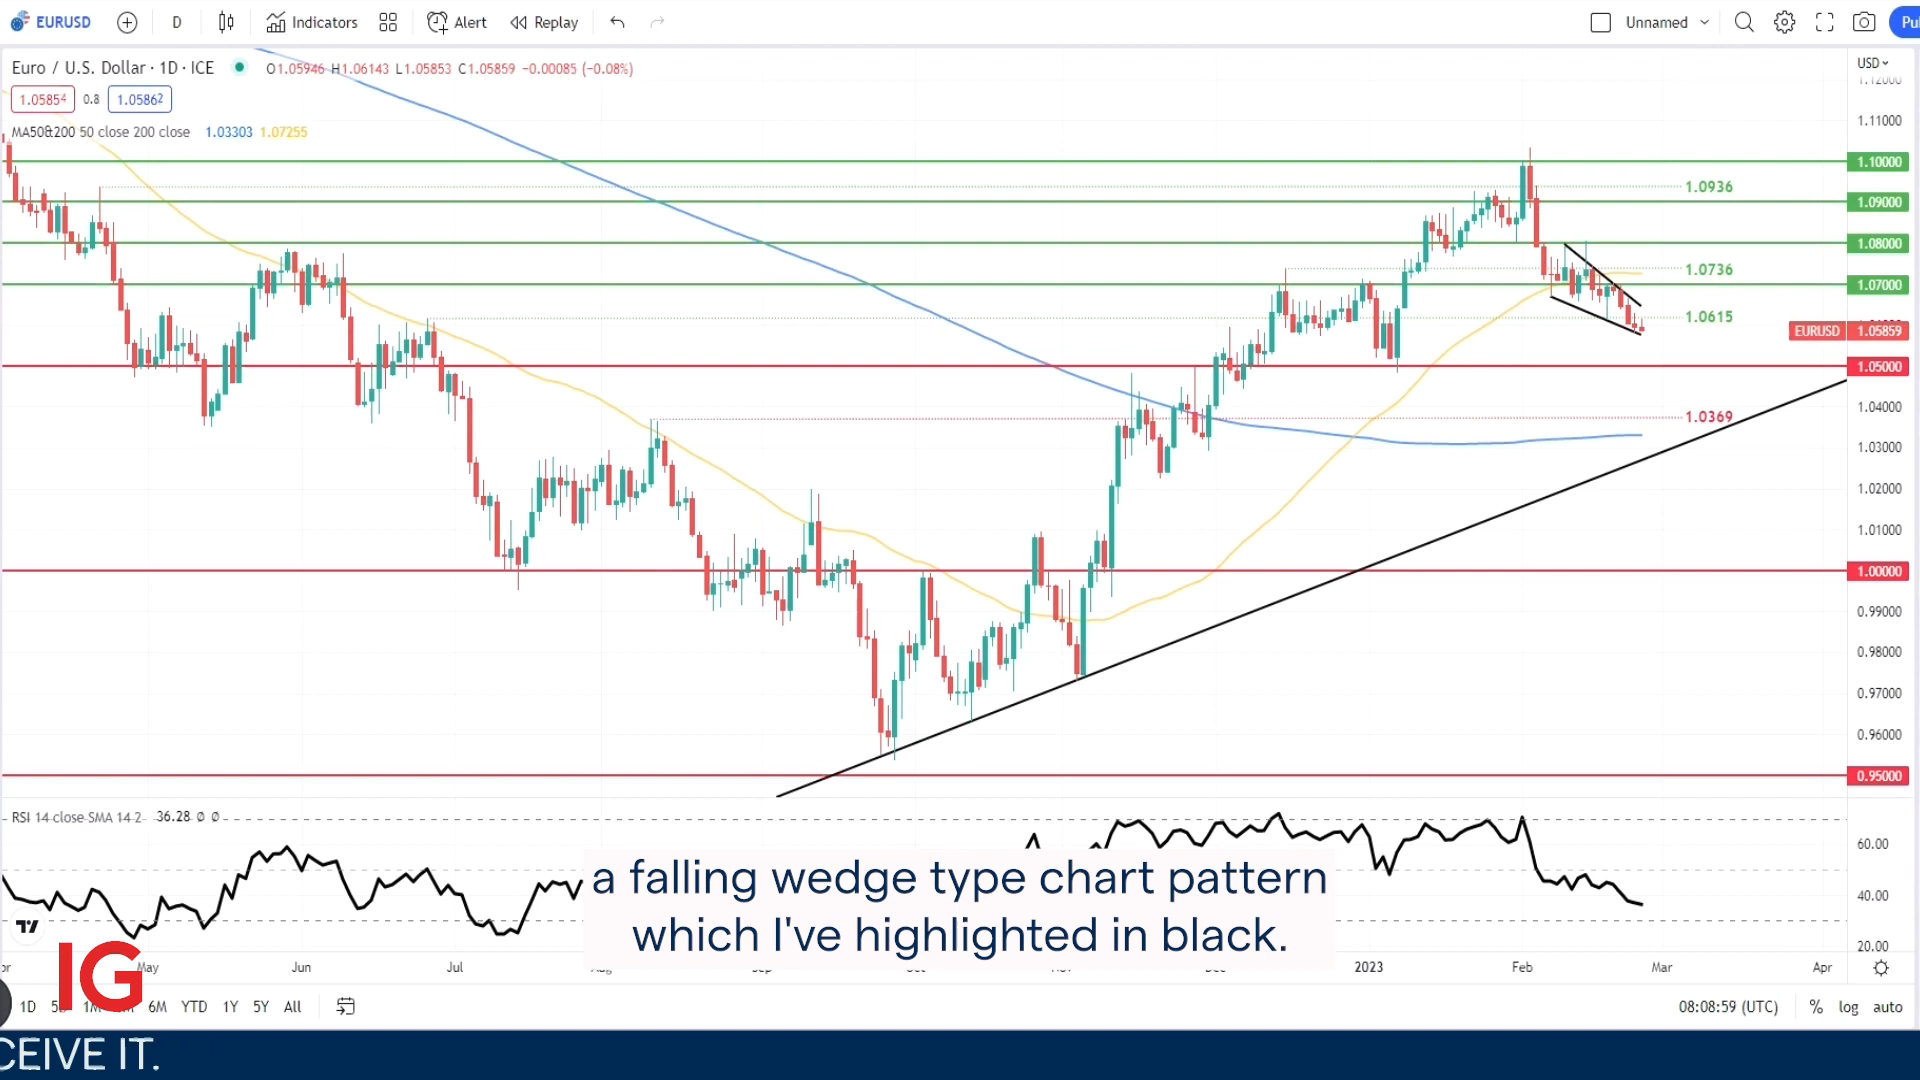 EURUSD D Indicators Alert Replay Unnamed
Euro / U.S. Dollar · 1D · ICE O1.05946 H1.06143 L1.05853 C1.05859 −0.00085 (−0.08%) USD
1.05854 0.8 1.05862
MA50&200 50 close 200 close 1.03303 1.07255
1.12000
1.11000
1.10000
1.0936
1.09000
1.08000
1.0736
1.07000
1.0615
EURUSD 1.05859
1.05000
1.0369
1.04000
1.03000
1.02000
1.01000
1.00000
0.99000
0.98000
0.97000
0.96000
0.95000
RSI 14 close SMA 14 2 36.28 Ø Ø
60.00
40.00
20.00
a falling wedge type chart pattern
which I've highlighted in black.
May Jun Jul 2023 Feb Mar Apr
IG
1D 1M 6M YTD 1Y 5Y All 08:08:59 (UTC) % log auto
CEIVE IT.